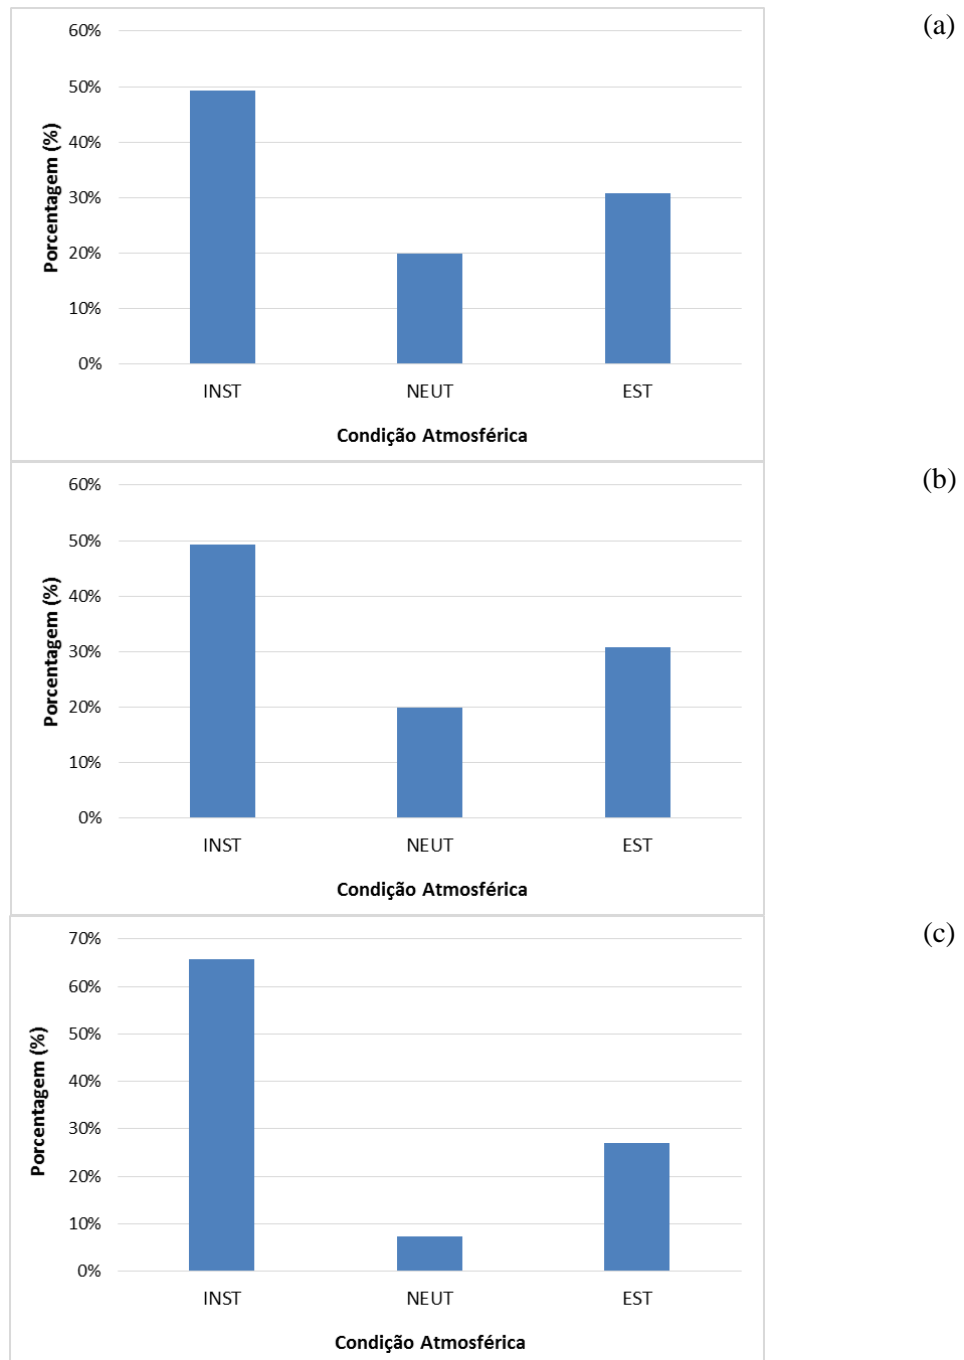 (a)
60%
50%
40%
30%
20%
10%
0%
Porcentagem (%)
INST NEUT EST
Condição Atmosférica
(b)
60%
50%
40%
30%
20%
10%
0%
Porcentagem (%)
INST NEUT EST
Condição Atmosférica
(c)
70%
60%
50%
40%
30%
20%
10%
0%
Porcentagem (%)
INST NEUT EST
Condição Atmosférica